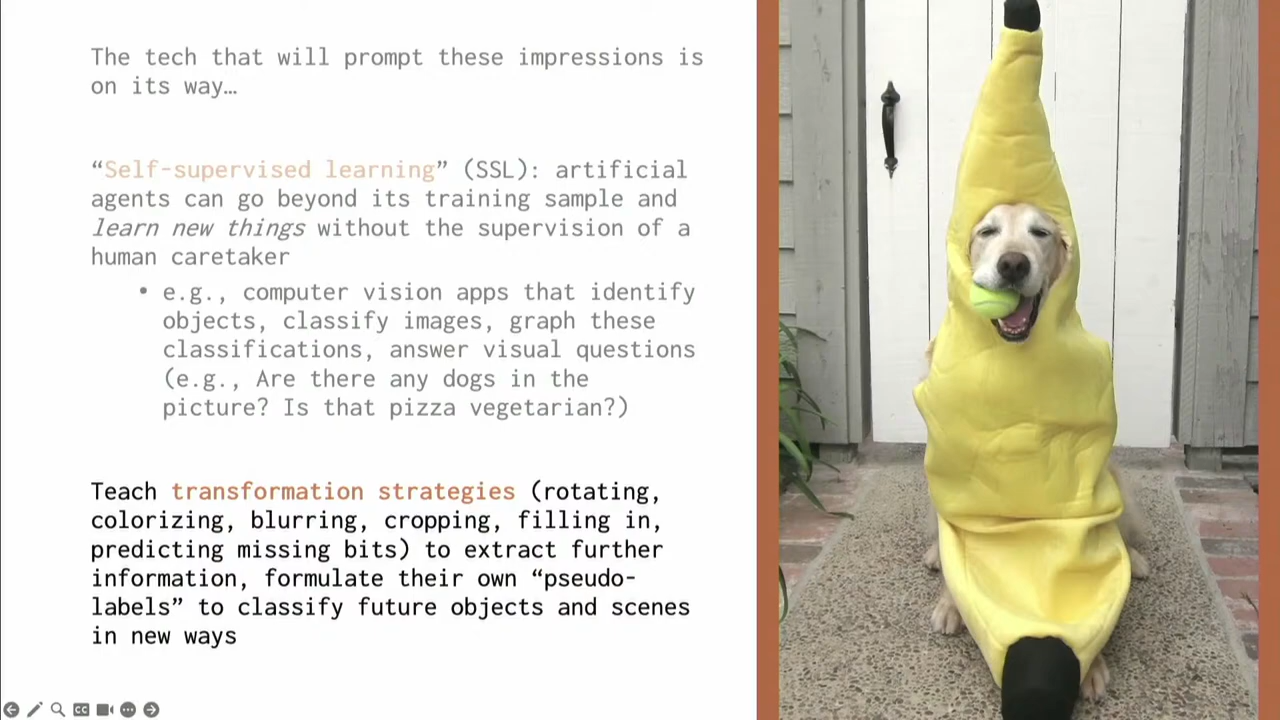 The tech that will prompt these impressions is
on its way…
“Self-supervised learning” (SSL): artificial
agents can go beyond its training sample and
learn new things without the supervision of a
human caretaker
• e.g., computer vision apps that identify
objects, classify images, graph these
classifications, answer visual questions
(e.g., Are there any dogs in the
picture? Is that pizza vegetarian?)
Teach transformation strategies (rotating,
colorizing, blurring, cropping, filling in,
predicting missing bits) to extract further
information, formulate their own “pseudo-
labels” to classify future objects and scenes
in new ways
CC